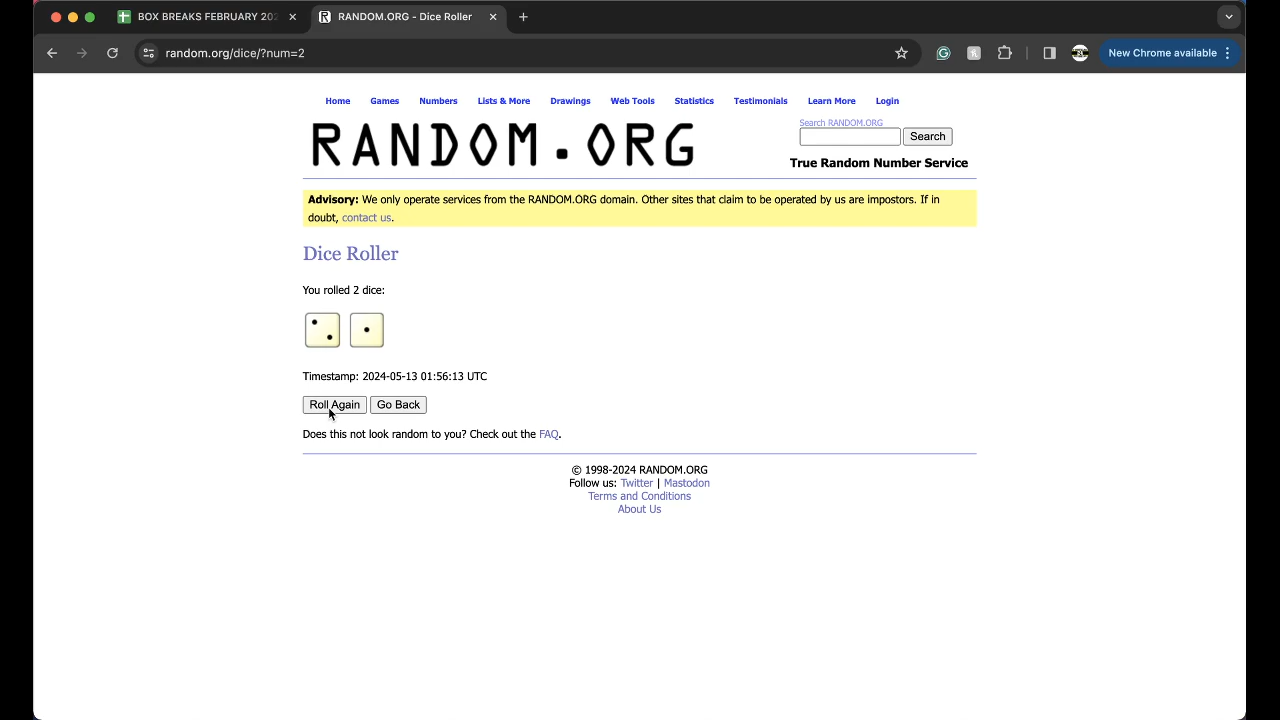 BOX BREAKS FEBRUARY 202
RANDOM.ORG - Dice Roller
random.org/dice/?num=2
New Chrome available
Home Games Numbers Lists & More Drawings Web Tools Statistics Testimonials Learn More Login
Search RANDOM.ORG
RANDOM.ORG
Search
True Random Number Service
Advisory: We only operate services from the RANDOM.ORG domain. Other sites that claim to be operated by us are impostors. If in
doubt, contact us.
Dice Roller
You rolled 2 dice:
Timestamp: 2024-05-13 01:56:13 UTC
Roll Again Go Back
Does this not look random to you? Check out the FAQ.
© 1998-2024 RANDOM.ORG
Follow us: Twitter | Mastodon
Terms and Conditions
About Us